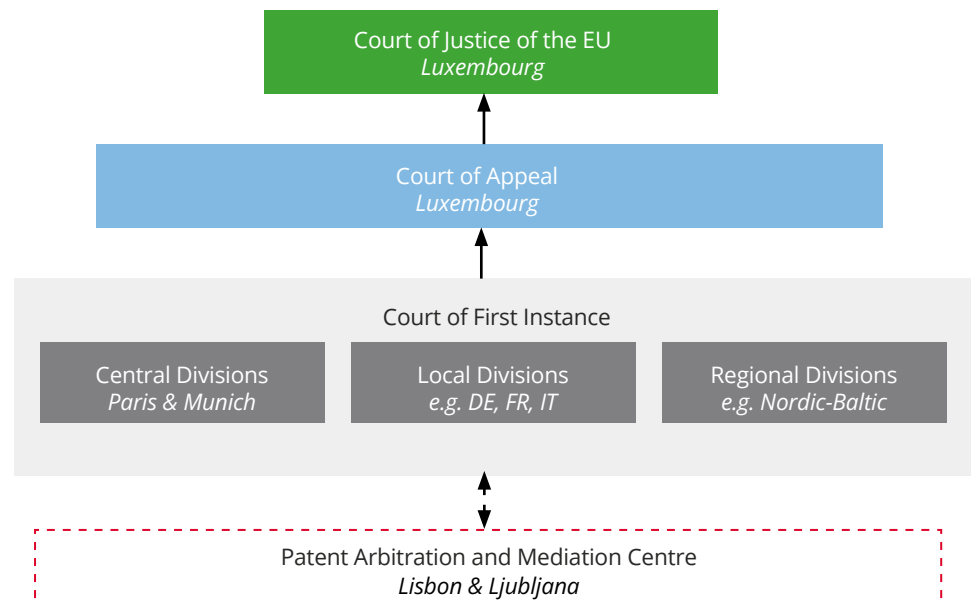 Court of Justice of the EU
Luxembourg
Court of Appeal
Luxembourg
Court of First Instance
Central Divisions
Paris & Munich
Local Divisions
e.g. DE, FR, IT
Regional Divisions
e.g. Nordic-Baltic
Patent Arbitration and Mediation Centre
Lisbon & Ljubljana